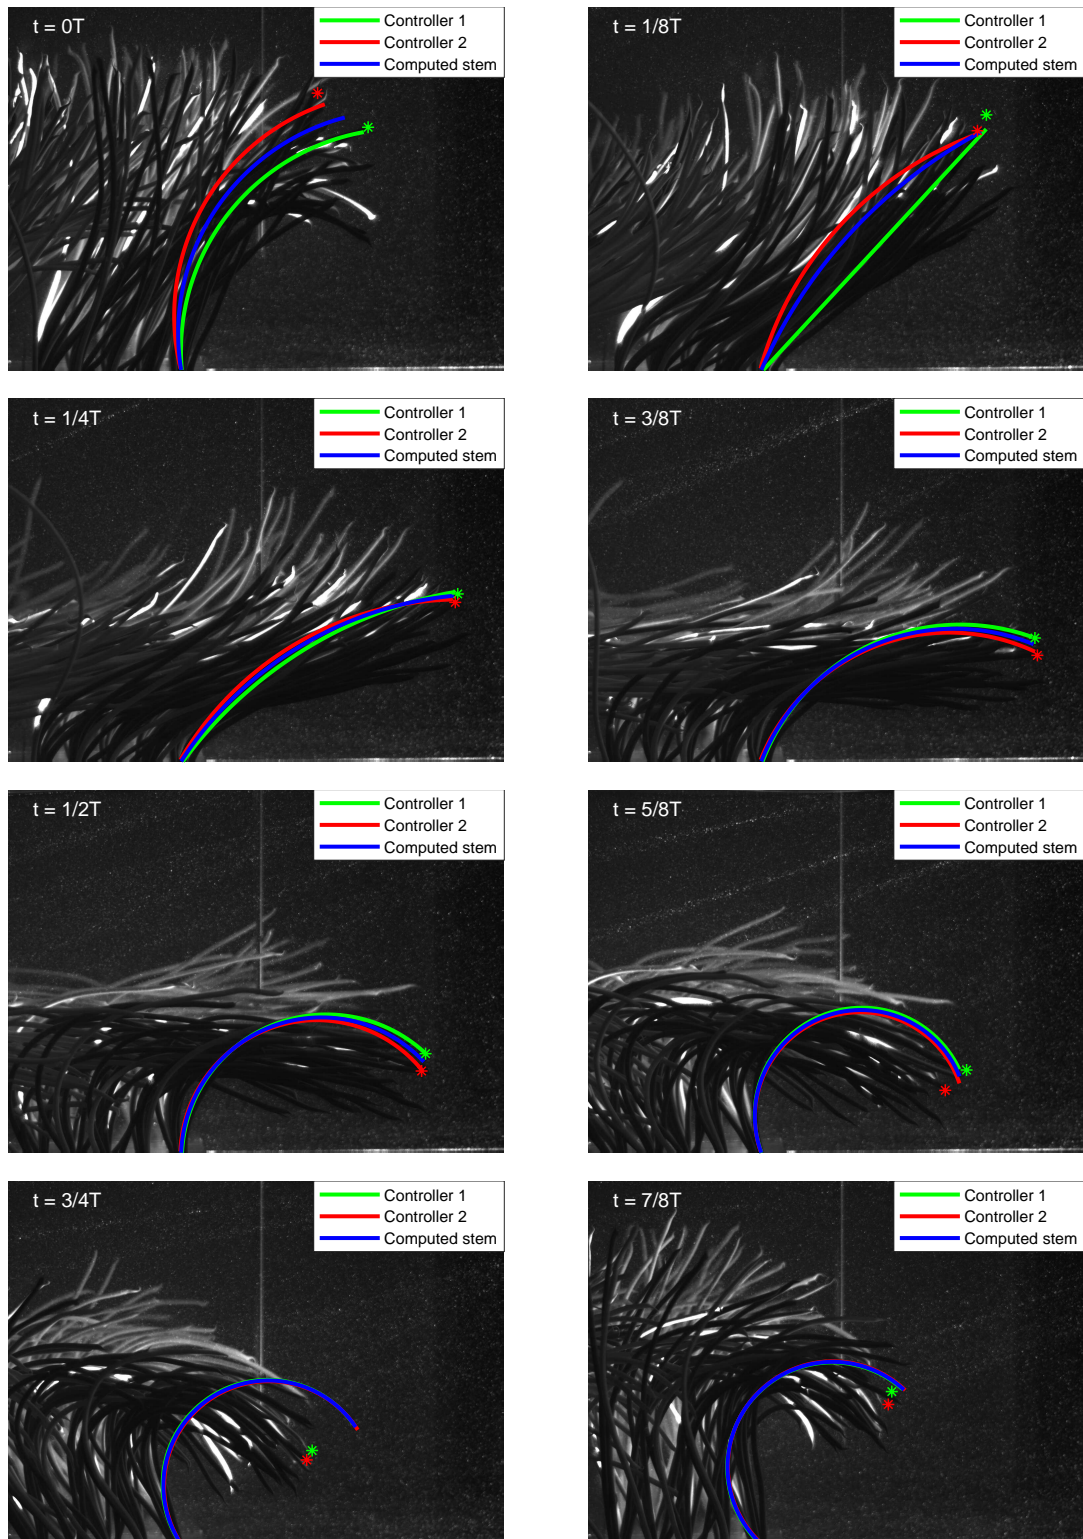 t = 0T
Controller 1
Controller 2
Computed stem
t = 1/8T
Controller 1
Controller 2
Computed stem
t = 1/4T
Controller 1
Controller 2
Computed stem
t = 3/8T
Controller 1
Controller 2
Computed stem
t = 1/2T
Controller 1
Controller 2
Computed stem
t = 5/8T
Controller 1
Controller 2
Computed stem
t = 3/4T
Controller 1
Controller 2
Computed stem
t = 7/8T
Controller 1
Controller 2
Computed stem